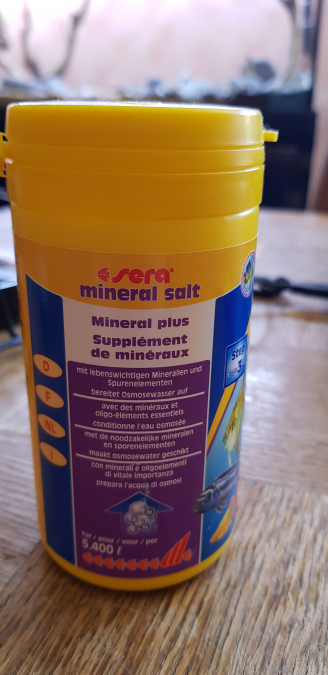 sera
mineral salt
Mineral plus
Supplément
de minéraux
D
F
NL
I
mit lebenswichtigen Mineralien und
Spurenelementen
bereitet Osmosewasser auf
avec des minéraux et
oligo-éléments essentiels
conditionne l'eau osmosée
met de noodzakelijke mineralen
en sporenelementen
maakt osmosewater geschikt
con minerali e oligoelementi
di vitale importanza
prepara l'acqua di osmosi
Für / pour / voor / per
5.400 l